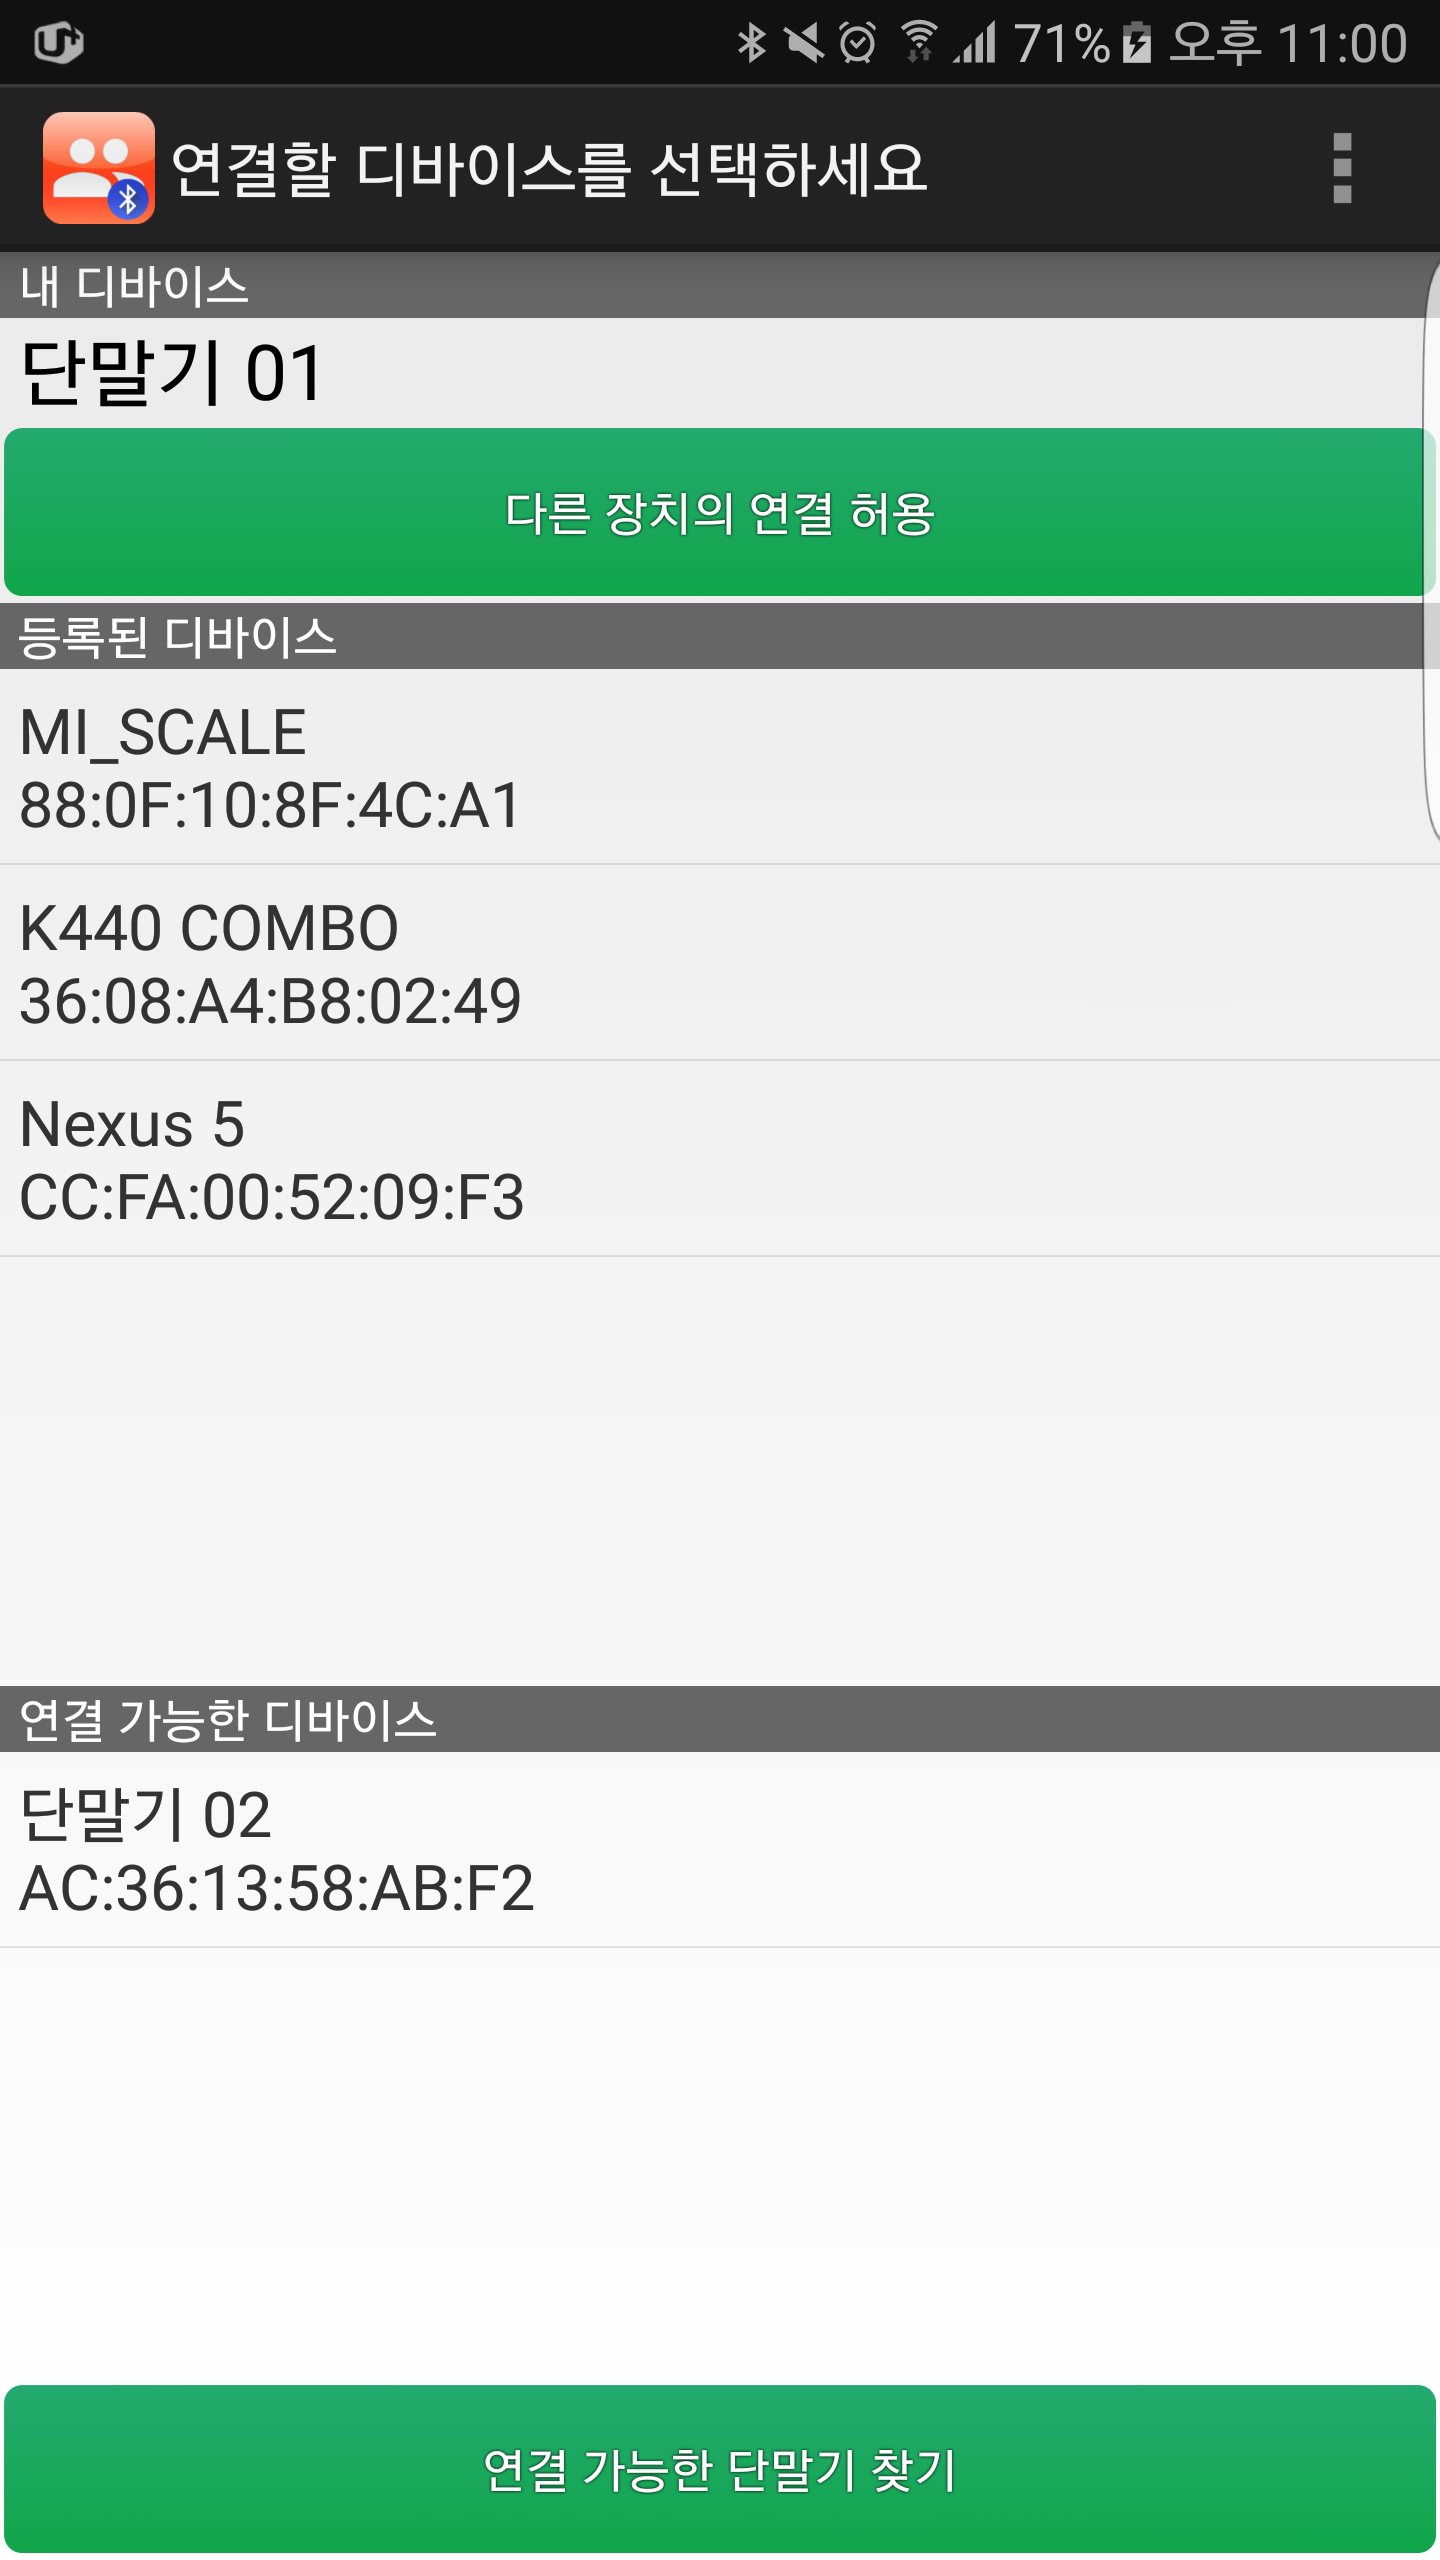 U+
71% 오후 11:00
연결할 디바이스를 선택하세요
내 디바이스
단말기 01
다른 장치의 연결 허용
등록된 디바이스
MI_SCALE
88:0F:10:8F:4C:A1
K440 COMBO
36:08:A4:B8:02:49
Nexus 5
CC:FA:00:52:09:F3
연결 가능한 디바이스
단말기 02
AC:36:13:58:AB:F2
연결 가능한 단말기 찾기